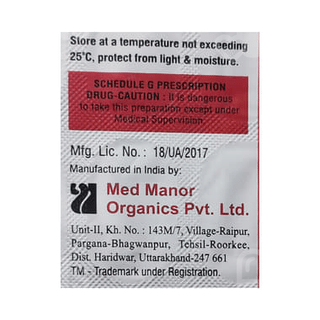 Store at a temperature not exceeding
25°C, protect from light & moisture.
SCHEDULE G PRESCRIPTION
DRUG-CAUTION : It is dangerous
to take this preparation except under
Medical Supervision.
Mfg. Lic. No. : 18/UA/2017
Manufactured in India by:
Med Manor
Organics Pvt. Ltd.
Unit-II, Kh. No. : 143M/7, Village-Raipur,
Pargana-Bhagwanpur, Tehsil-Roorkee,
Dist. Haridwar, Uttarakhand-247 661
TM - Trademark under Registration.